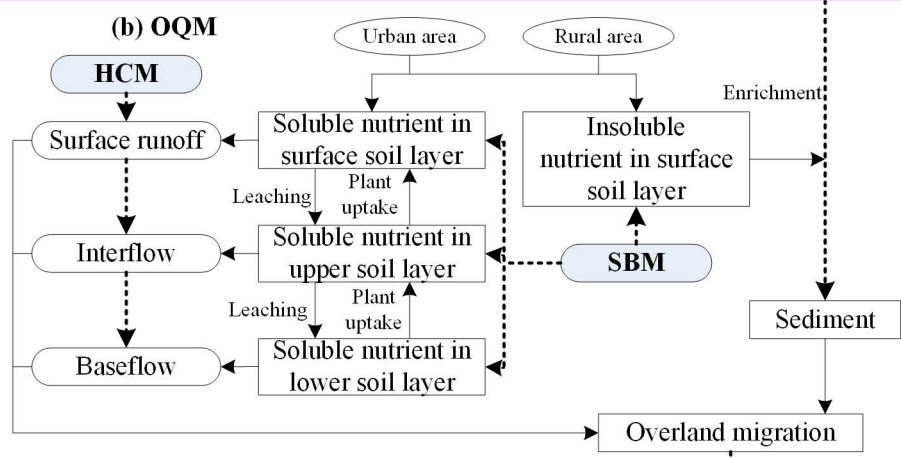 (b) OQM
Urban area
Rural area
HCM
Enrichment
Surface runoff
Soluble nutrient in
surface soil layer
Insoluble
nutrient in surface
soil layer
Leaching
Plant
uptake
Interflow
Soluble nutrient in
upper soil layer
SBM
Leaching
Plant
uptake
Sediment
Baseflow
Soluble nutrient in
lower soil layer
Overland migration